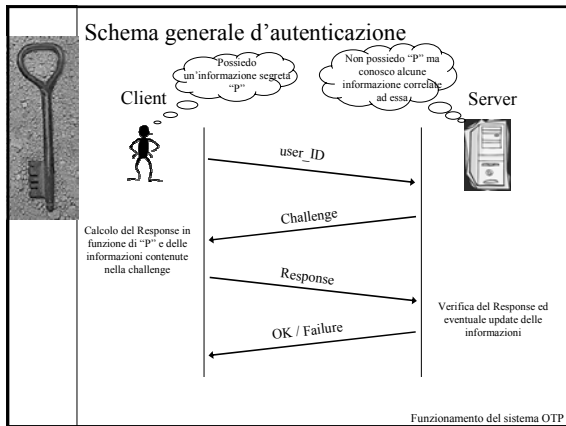 Schema generale d'autenticazione
Possiedo
un'informazione segreta
"P"
Non possiedo "P" ma
conosco alcune
informazione correlate
ad essa
Client
Server
user_ID
Challenge
Calcolo del Response in
funzione di "P" e delle
informazioni contenute
nella challenge
Response
Verifica del Response ed
eventuale update delle
informazioni
OK / Failure
Funzionamento del sistema OTP